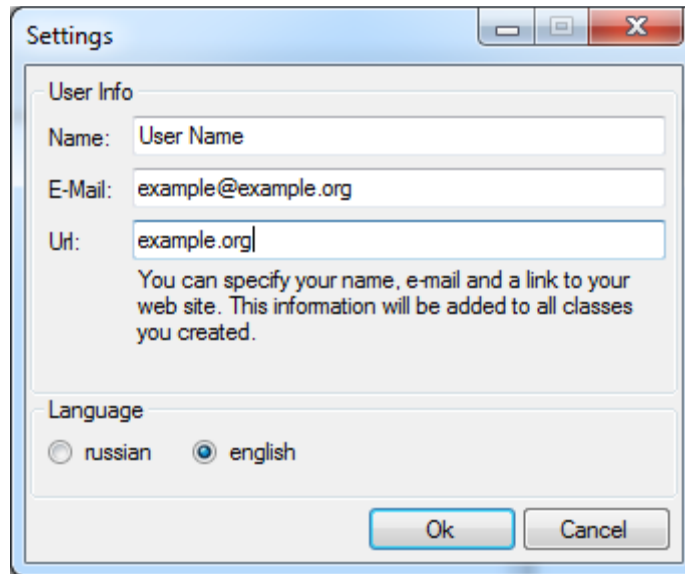 Settings
User Info
Name: User Name
E-Mail: example@example.org
Url: example.org
You can specify your name, e-mail and a link to your
web site. This information will be added to all classes
you created.
Language
russian english
Ok Cancel